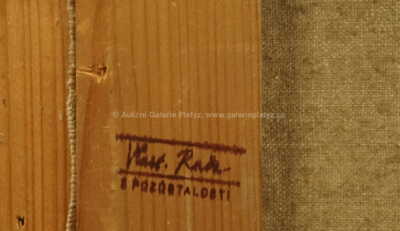 © Aukční Galerie Platýz, www.galerieplatyz.cz
Vlast. Rada
Z POZŮSTALOSTI